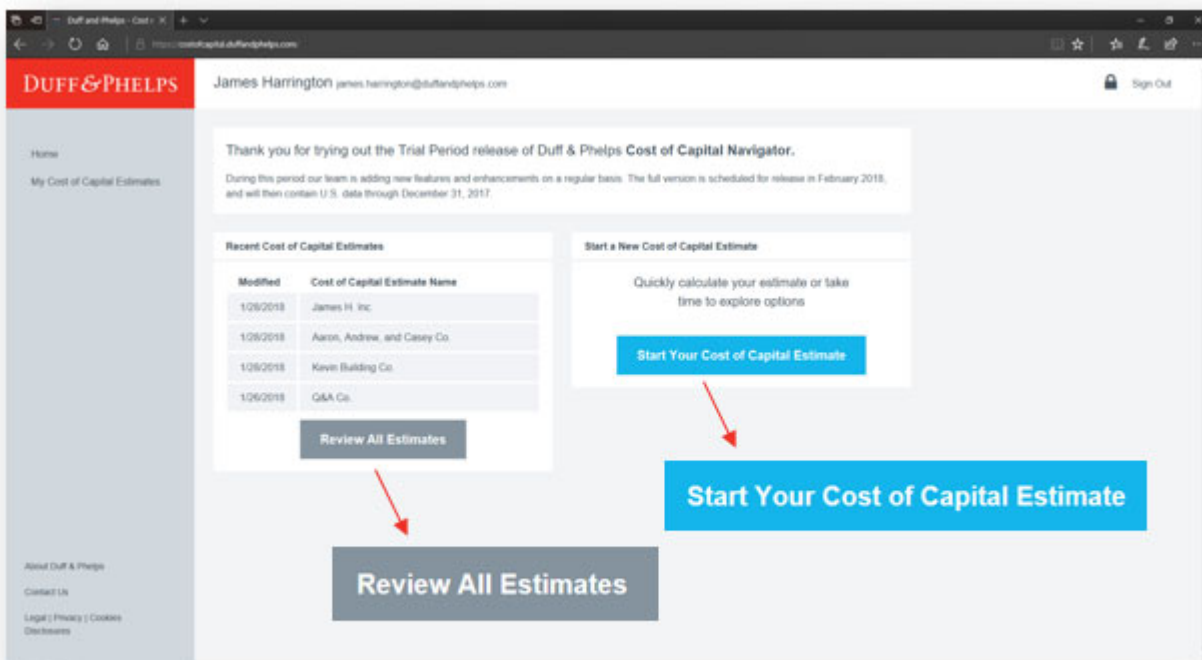 Duff and Phelps - Cost o
https://costofcapital.duffandphelps.com/
DUFF&PHELPS
James Harrington james.harrington@duffandphelps.com
Sign Out
Home
My Cost of Capital Estimates
Thank you for trying out the Trial Period release of Duff & Phelps Cost of Capital Navigator.
During this period our team is adding new features and enhancements on a regular basis. The full version is scheduled for release in February 2018,
and will then contain U.S. data through December 31, 2017.
Recent Cost of Capital Estimates
Modified Cost of Capital Estimate Name
1/28/2018 James H. Inc.
1/28/2018 Aaron, Andrew, and Casey Co.
1/28/2018 Kevin Building Co.
1/26/2018 Q&A Co.
Review All Estimates
Start a New Cost of Capital Estimate
Quickly calculate your estimate or take
time to explore options
Start Your Cost of Capital Estimate
Start Your Cost of Capital Estimate
Review All Estimates
About Duff & Phelps
Contact Us
Legal | Privacy | Cookies
Disclosures